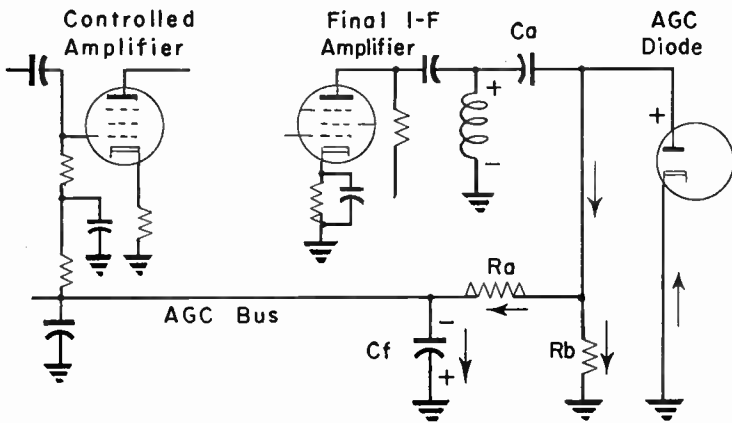 Controlled
Amplifier
Final I-F
Amplifier
Ca
AGC
Diode
+
−
+
Ra
AGC Bus
−
Cf
+
Rb